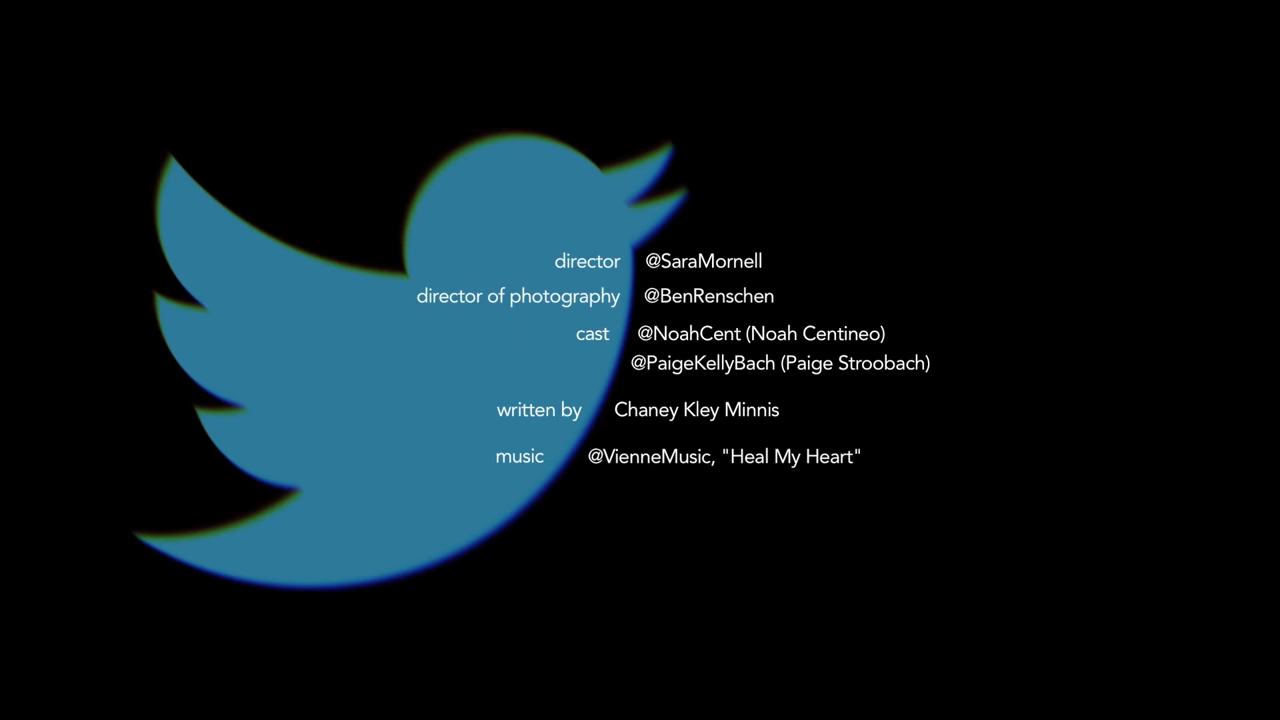 director @SaraMornell
director of photography @BenRenschen
cast @NoahCent (Noah Centineo)
@PaigeKellyBach (Paige Stroobach)
written by Chaney Kley Minnis
music @VienneMusic, "Heal My Heart"